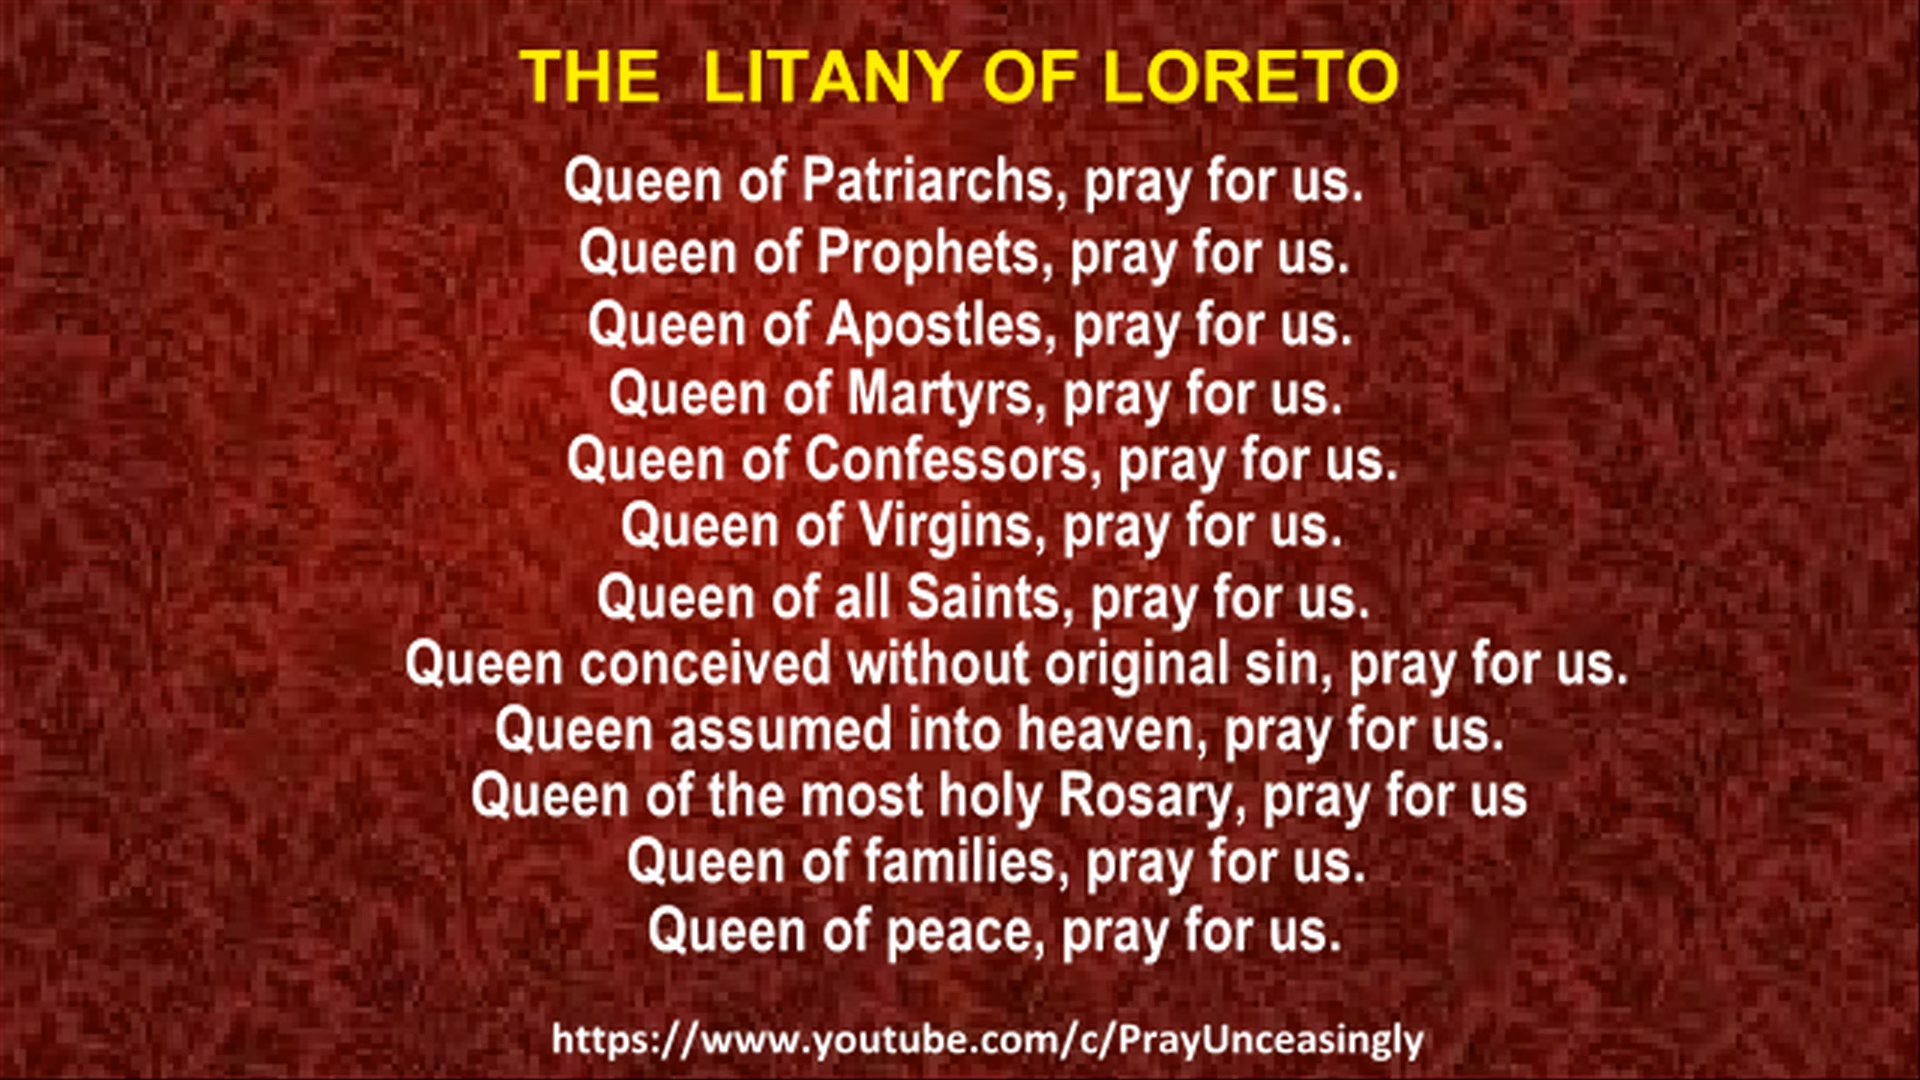 THE LITANY OF LORETO
Queen of Patriarchs, pray for us.
Queen of Prophets, pray for us.
Queen of Apostles, pray for us.
Queen of Martyrs, pray for us.
Queen of Confessors, pray for us.
Queen of Virgins, pray for us.
Queen of all Saints, pray for us.
Queen conceived without original sin, pray for us.
Queen assumed into heaven, pray for us.
Queen of the most holy Rosary, pray for us
Queen of families, pray for us.
Queen of peace, pray for us.
https://www.youtube.com/c/PrayUnceasingly